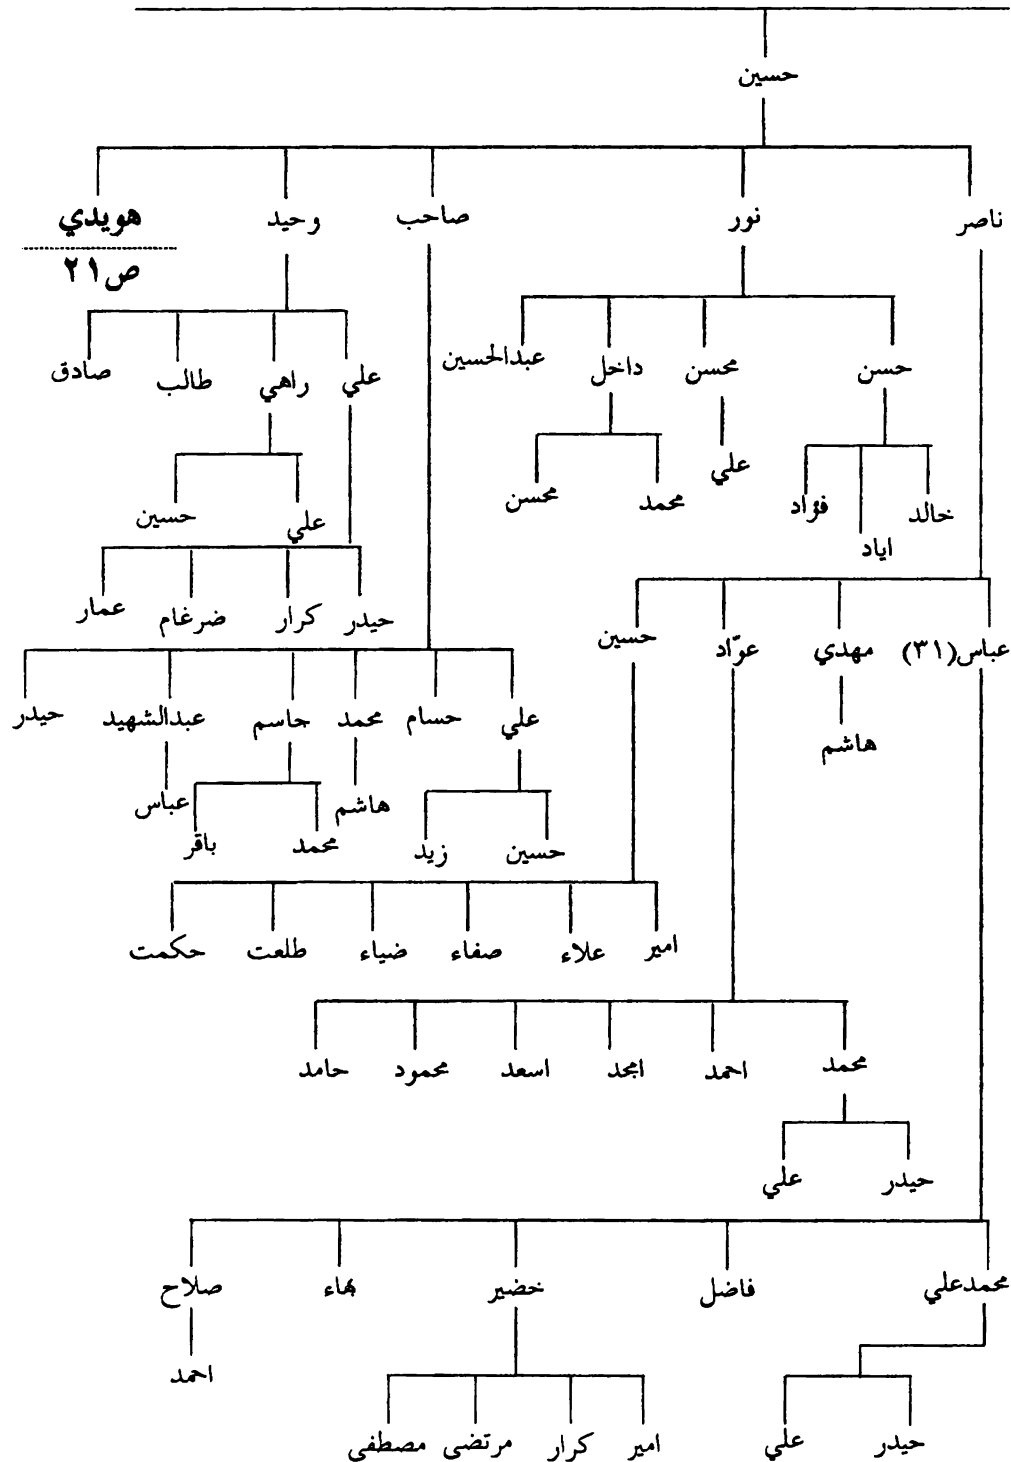 حسين
ناصر نور صاحب وحيد هويدي
ص٢١
حسن محسن داخل عبدالحسين علي راهي طالب صادق
علي
خالد اياد فؤاد محمد محسن علي حسين
حيدر كرار ضرغام عمار
عباس(٣١) مهدي عوّاد حسين
هاشم
علي حسام محمد جاسم عبدالشهيد حيدر
حسين زيد هاشم محمد باقر عباس
امير علاء صفاء ضياء طلعت حكمت
محمد احمد امجد اسعد محمود حامد
حيدر علي
محمدعلي فاضل خضير بهاء صلاح
احمد
حيدر علي امير كرار مرتضى مصطفى